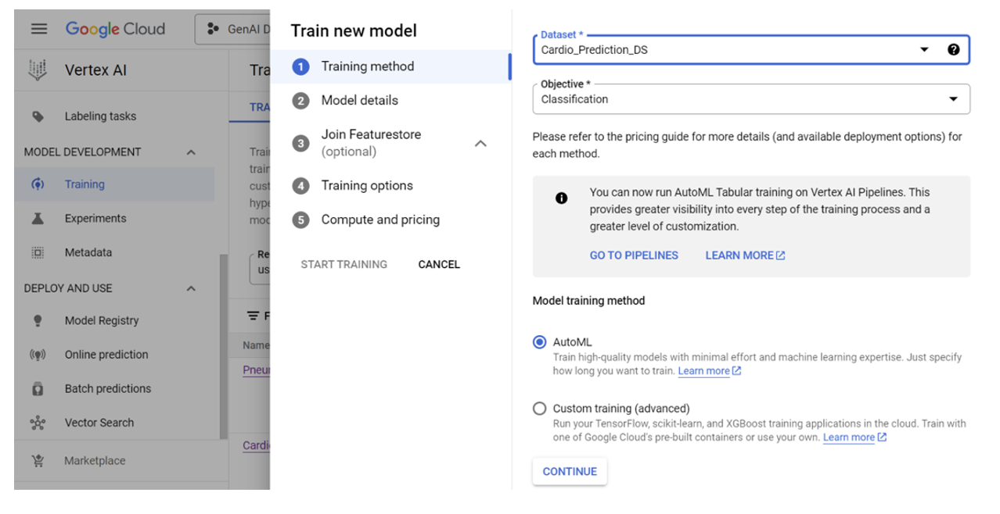 Google Cloud
GenAI D
Vertex AI
Labeling tasks
MODEL DEVELOPMENT
Training
Experiments
Metadata
DEPLOY AND USE
Model Registry
Online prediction
Batch predictions
Vector Search
Marketplace
Tra
TRA
Trai
train
cust
hype
mod
Re
us
F
Name
Pneur
Cardi
Train new model
1 Training method
2 Model details
3 Join Featurestore
(optional)
4 Training options
5 Compute and pricing
START TRAINING CANCEL
Dataset *
Cardio_Prediction_DS
Objective *
Classification
Please refer to the pricing guide for more details (and available deployment options) for
each method.
You can now run AutoML Tabular training on Vertex AI Pipelines. This
provides greater visibility into every step of the training process and a
greater level of customization.
GO TO PIPELINES LEARN MORE
Model training method
AutoML
Train high-quality models with minimal effort and machine learning expertise. Just specify
how long you want to train. Learn more
Custom training (advanced)
Run your TensorFlow, scikit-learn, and XGBoost training applications in the cloud. Train with
one of Google Cloud's pre-built containers or use your own. Learn more
CONTINUE